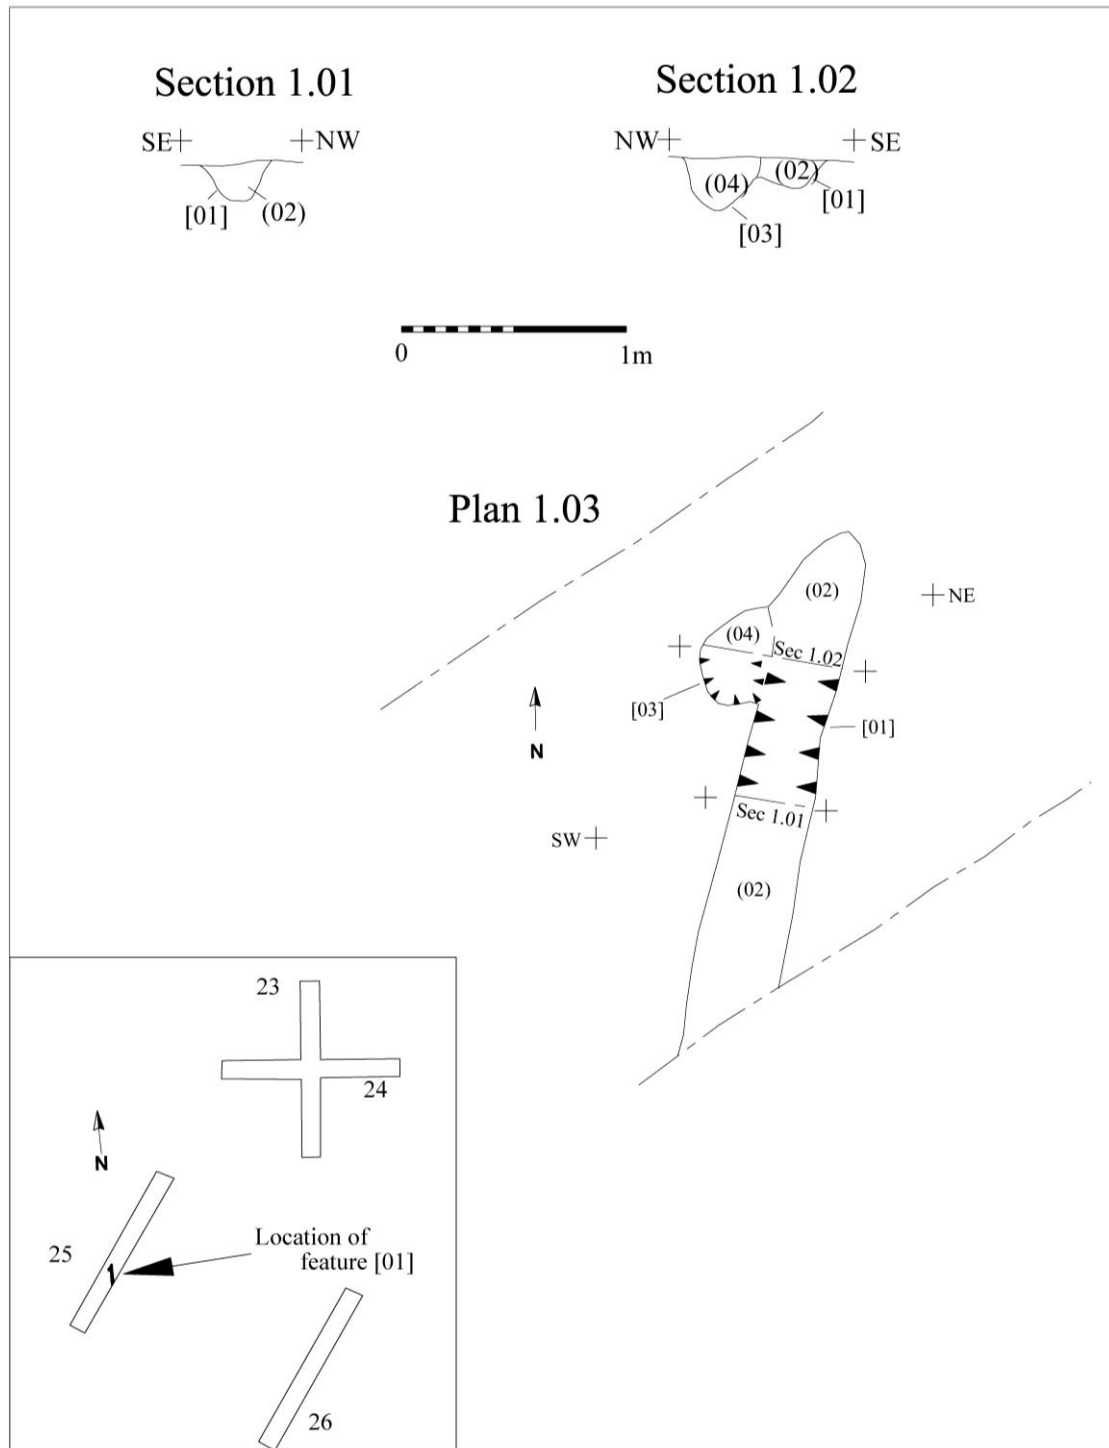 Section 1.01
SE NW
[01] (02)
Section 1.02
NW SE
(04) (02)
[01]
[03]
0 1m
Plan 1.03
(02)
NE
(04)
Sec 1.02
[03]
[01]
N
Sec 1.01
SW
(02)
23
24
N
25
Location of
feature [01]
26